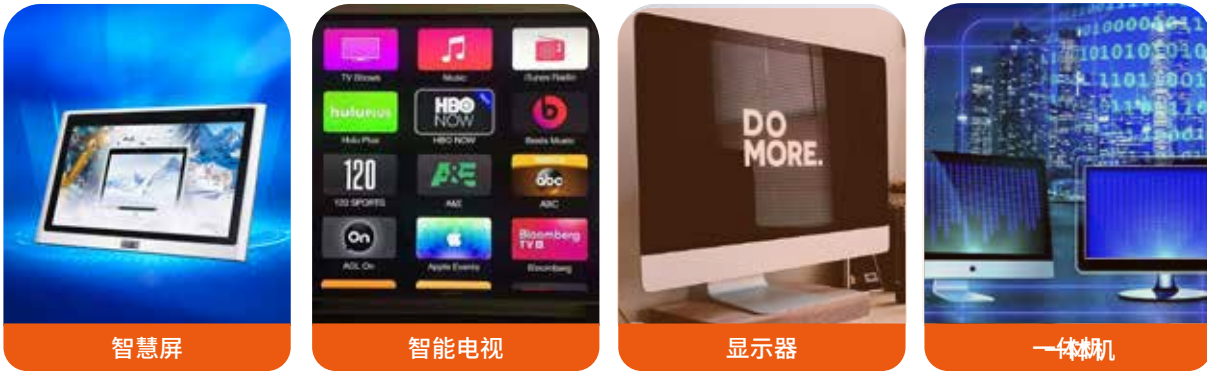 智慧屏
TV Shows
Music
iTunes Radio
huluplus
HBO NOW
Hulu Plus
HBO NOW
Beats Music
120
A&E
abc
120 SPORTS
A&E
ABC
On
Bloomberg TV
AOL On
Apple Events
Bloomberg
智能电视
DO
MORE.
显示器
一体机